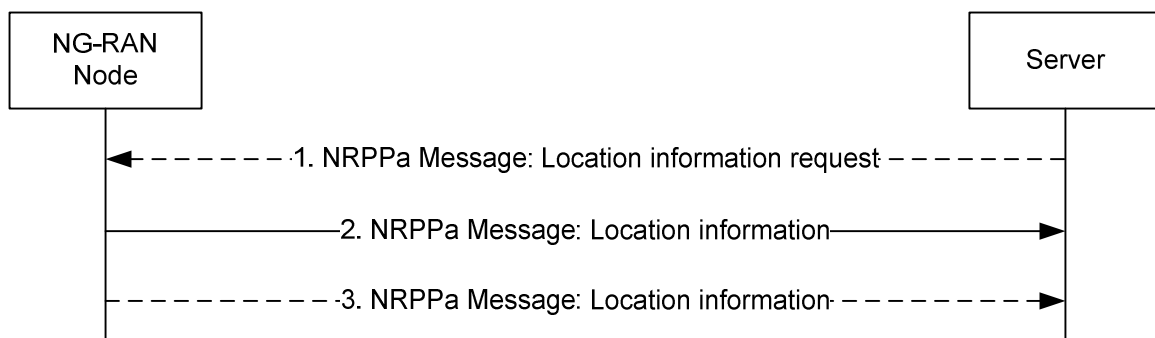 NG-RAN
Node
Server
1. NRPPa Message: Location information request
2. NRPPa Message: Location information
3. NRPPa Message: Location information